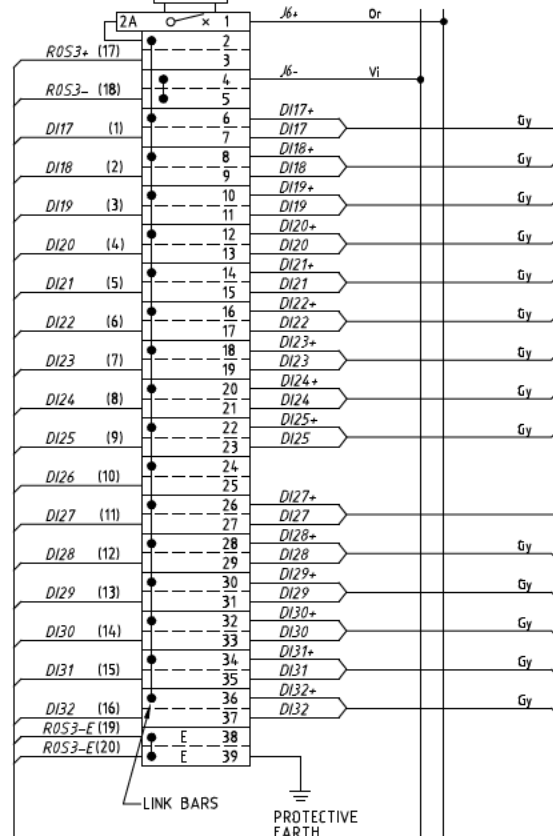 2A 1 J6+ Or
2
ROS3+ (17) 3
4 J6- Vi
ROS3- (18) 5
6 DI17+
DI17 (1) 7 DI17 Gy
8 DI18+
DI18 (2) 9 DI18 Gy
10 DI19+
DI19 (3) 11 DI19 Gy
12 DI20+
DI20 (4) 13 DI20 Gy
14 DI21+
DI21 (5) 15 DI21 Gy
16 DI22+
DI22 (6) 17 DI22 Gy
18 DI23+
DI23 (7) 19 DI23 Gy
20 DI24+
DI24 (8) 21 DI24 Gy
22 DI25+
DI25 (9) 23 DI25 Gy
24
DI26 (10) 25
26 DI27+
DI27 (11) 27 DI27
28 DI28+
DI28 (12) 29 DI28 Gy
30 DI29+
DI29 (13) 31 DI29 Gy
32 DI30+
DI30 (14) 33 DI30 Gy
34 DI31+
DI31 (15) 35 DI31 Gy
36 DI32+
DI32 (16) 37 DI32 Gy
ROS3-E (19) E 38
ROS3-E(20) E 39
LINK BARS
PROTECTIVE
EARTH